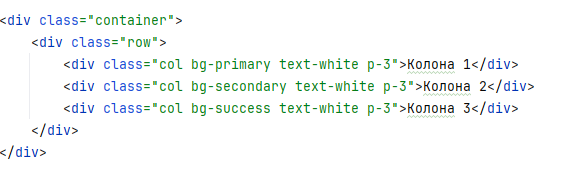 <div class="container">
    <div class="row">
        <div class="col bg-primary text-white p-3">Колона 1</div>
        <div class="col bg-secondary text-white p-3">Колона 2</div>
        <div class="col bg-success text-white p-3">Колона 3</div>
    </div>
</div>